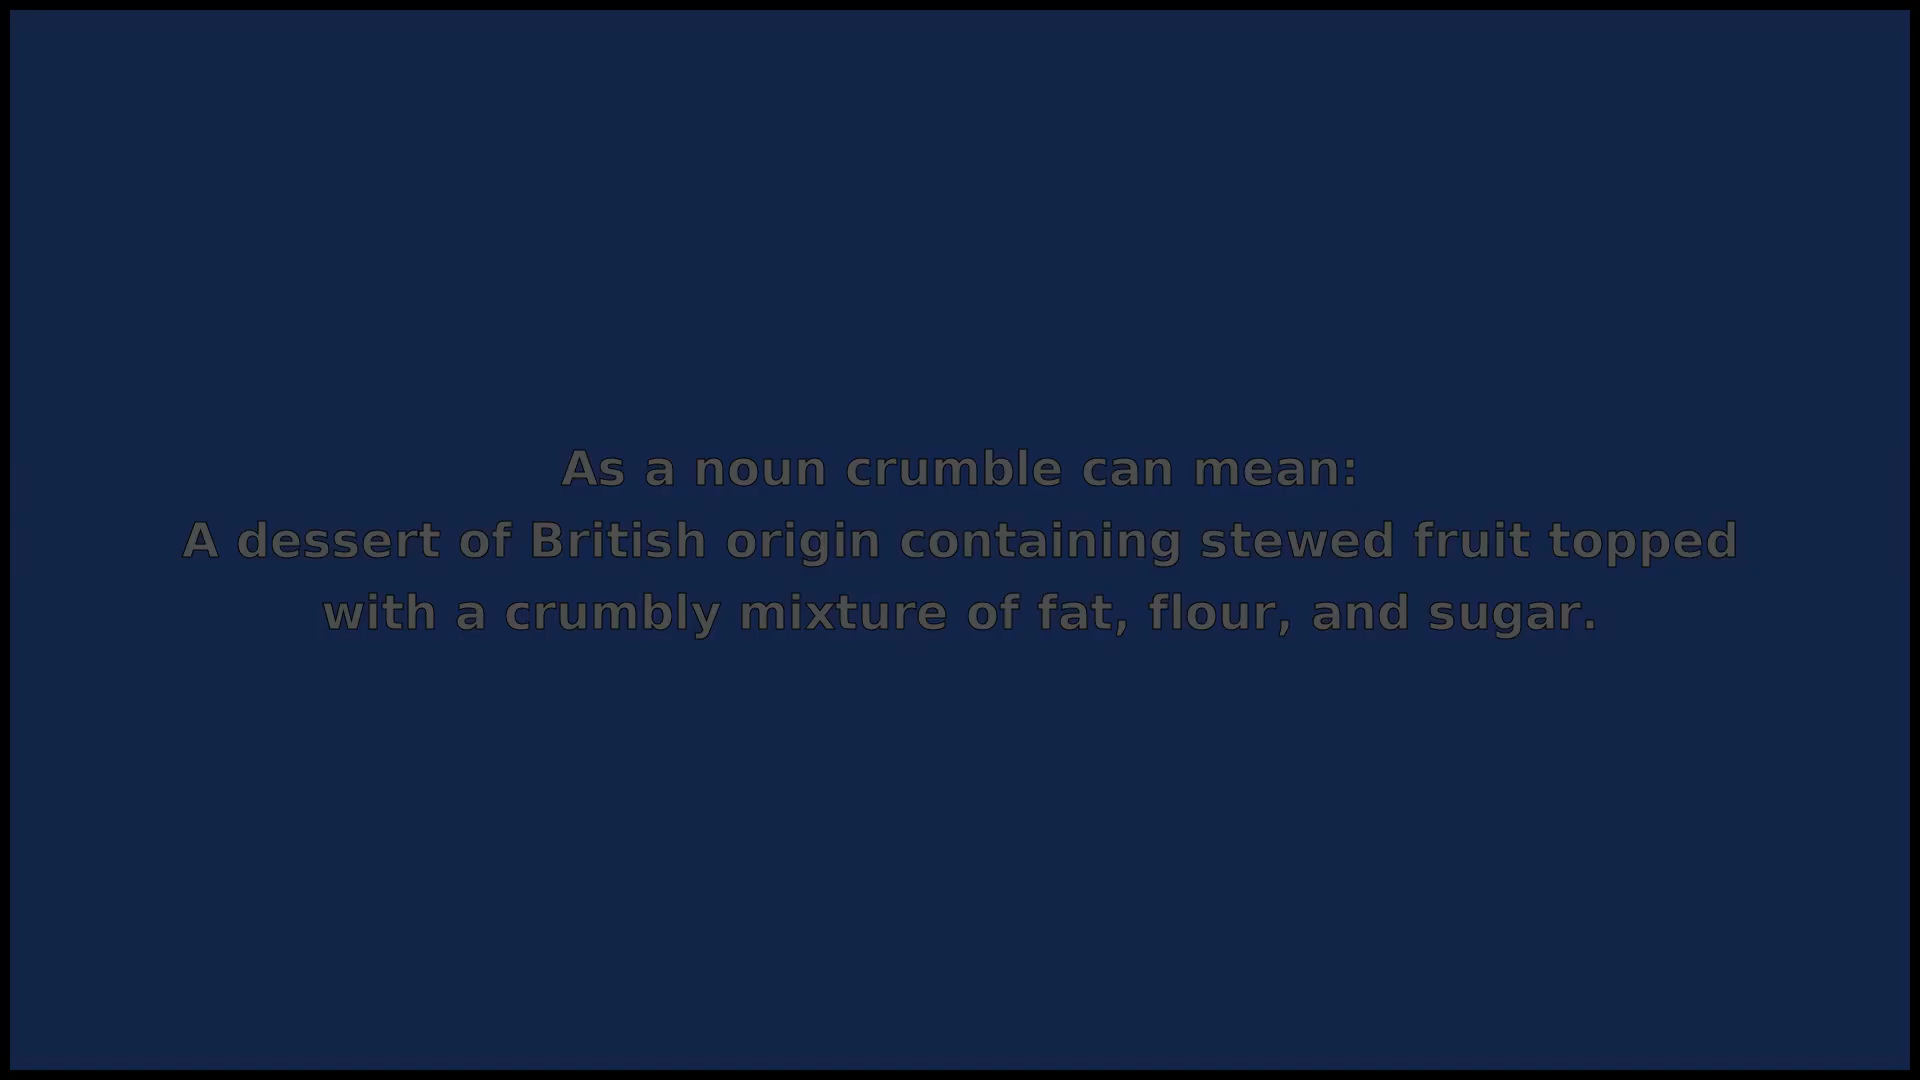 As a noun crumble can mean:
A dessert of British origin containing stewed fruit topped
with a crumbly mixture of fat, flour, and sugar.